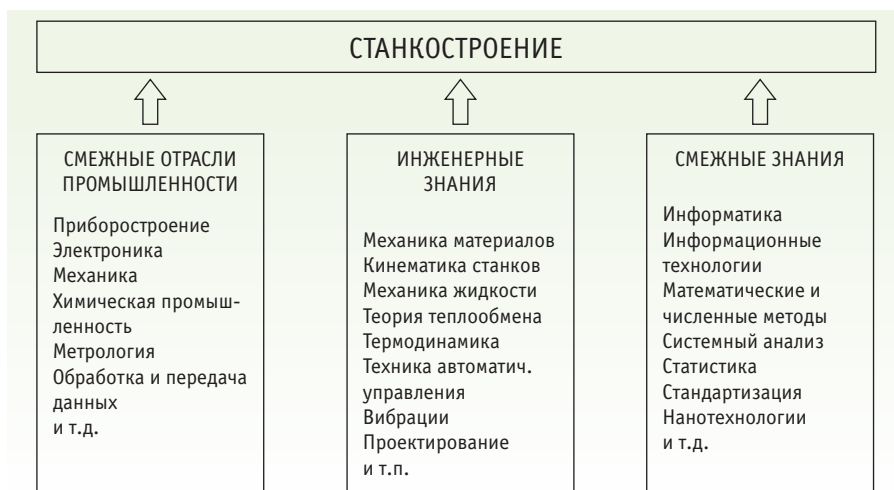 СТАНКОСТРОЕНИЕ
СМЕЖНЫЕ ОТРАСЛИ
ПРОМЫШЛЕННОСТИ
Приборостроение
Электроника
Механика
Химическая промыш-
ленность
Метрология
Обработка и передача
данных
и т.д.
ИНЖЕНЕРНЫЕ
ЗНАНИЯ
Механика материалов
Кинематика станков
Механика жидкости
Теория теплообмена
Термодинамика
Техника автоматич.
управления
Вибрации
Проектирование
и т.п.
СМЕЖНЫЕ ЗНАНИЯ
Информатика
Информационные
технологии
Математические и
численные методы
Системный анализ
Статистика
Стандартизация
Нанотехнологии
и т.д.